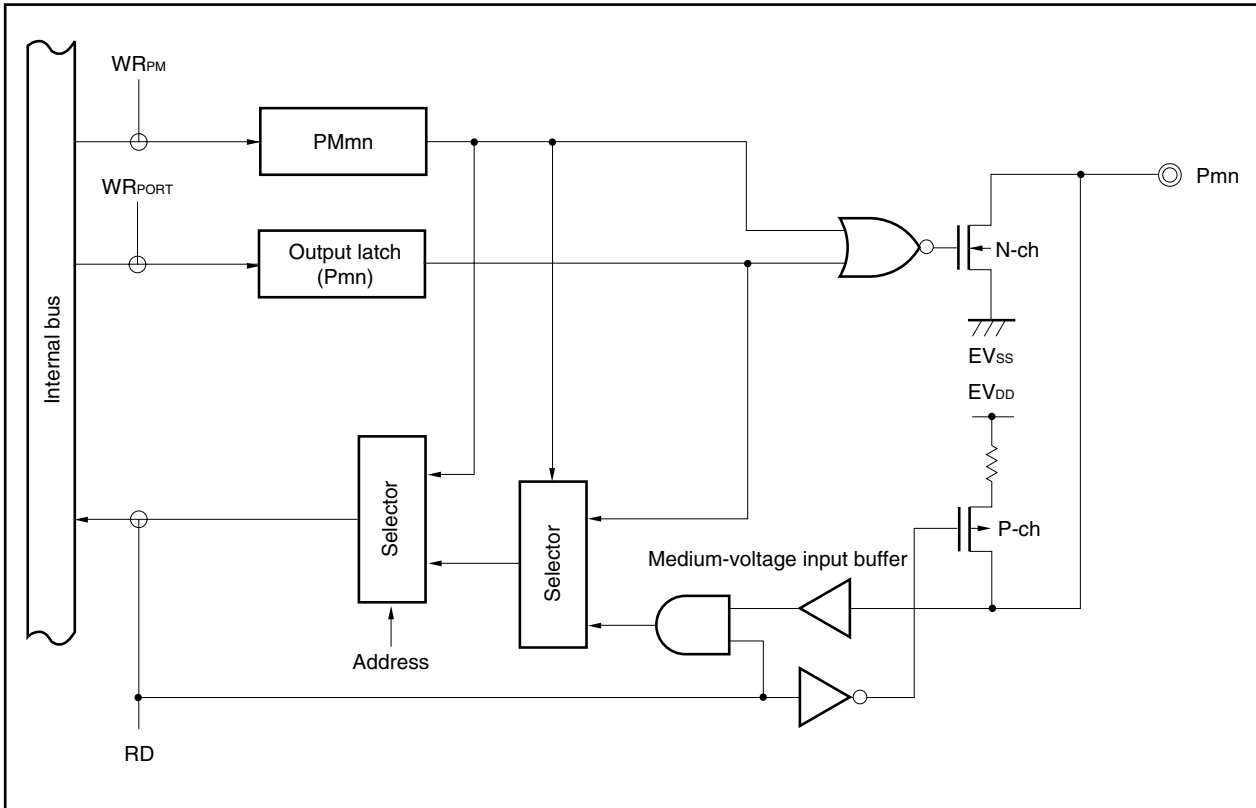 WRPM
PMmn
Pmn
WRPORT
Output latch
(Pmn)
N-ch
Internal bus
EVSS
EVDD
Selector
Selector
P-ch
Medium-voltage input buffer
Address
RD